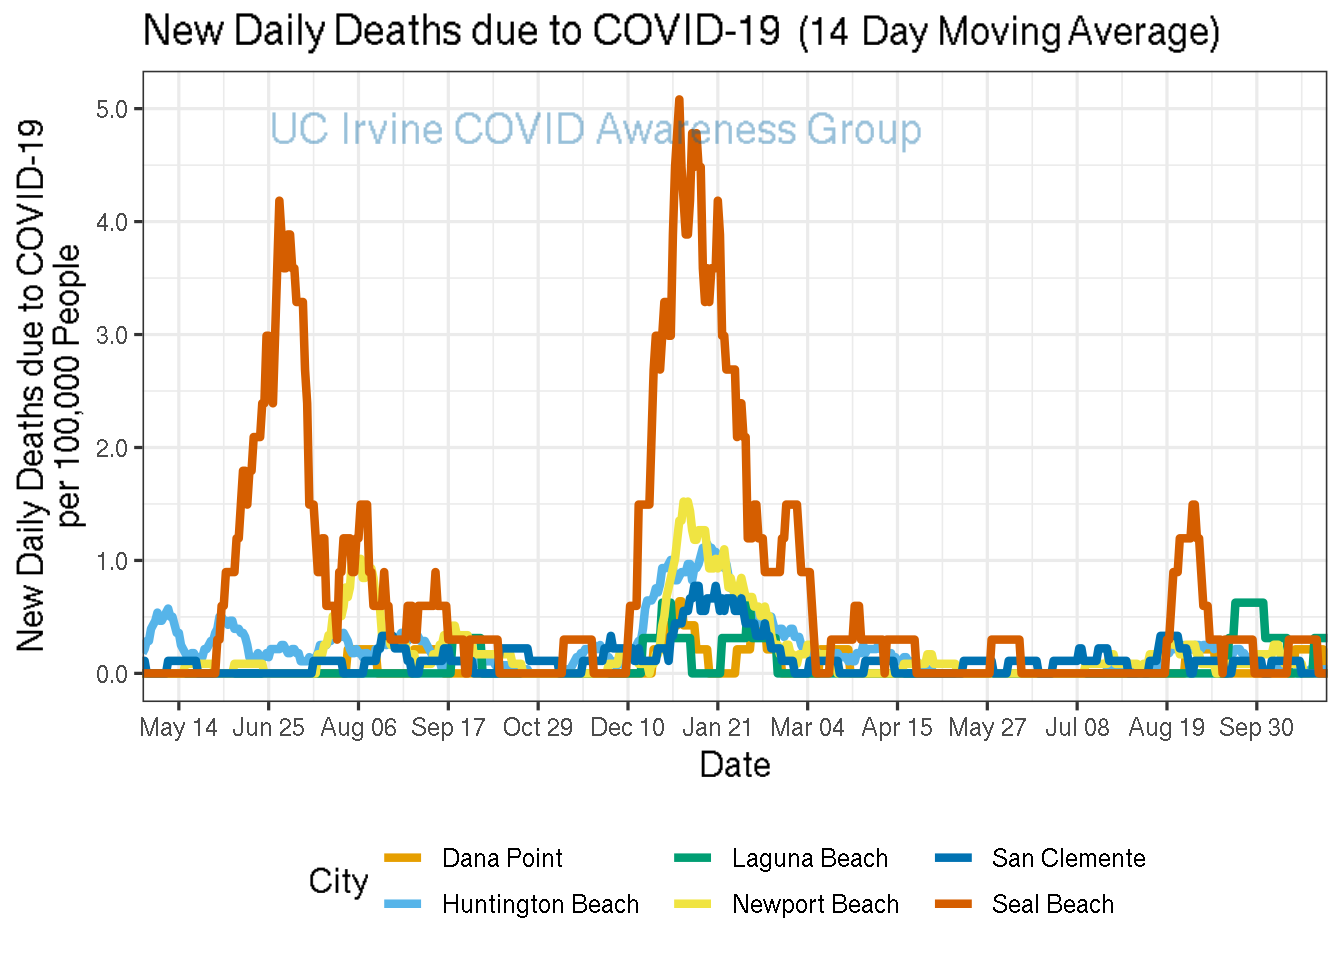 New Daily Deaths due to COVID-19 (14 Day Moving Average)
UC Irvine COVID Awareness Group
New Daily Deaths due to COVID-19
per 100,000 People
5.0
4.0
3.0
2.0
1.0
0.0
May 14 Jun 25 Aug 06 Sep 17 Oct 29 Dec 10 Jan 21 Mar 04 Apr 15 May 27 Jul 08 Aug 19 Sep 30
Date
City
Dana Point Laguna Beach San Clemente
Huntington Beach Newport Beach Seal Beach